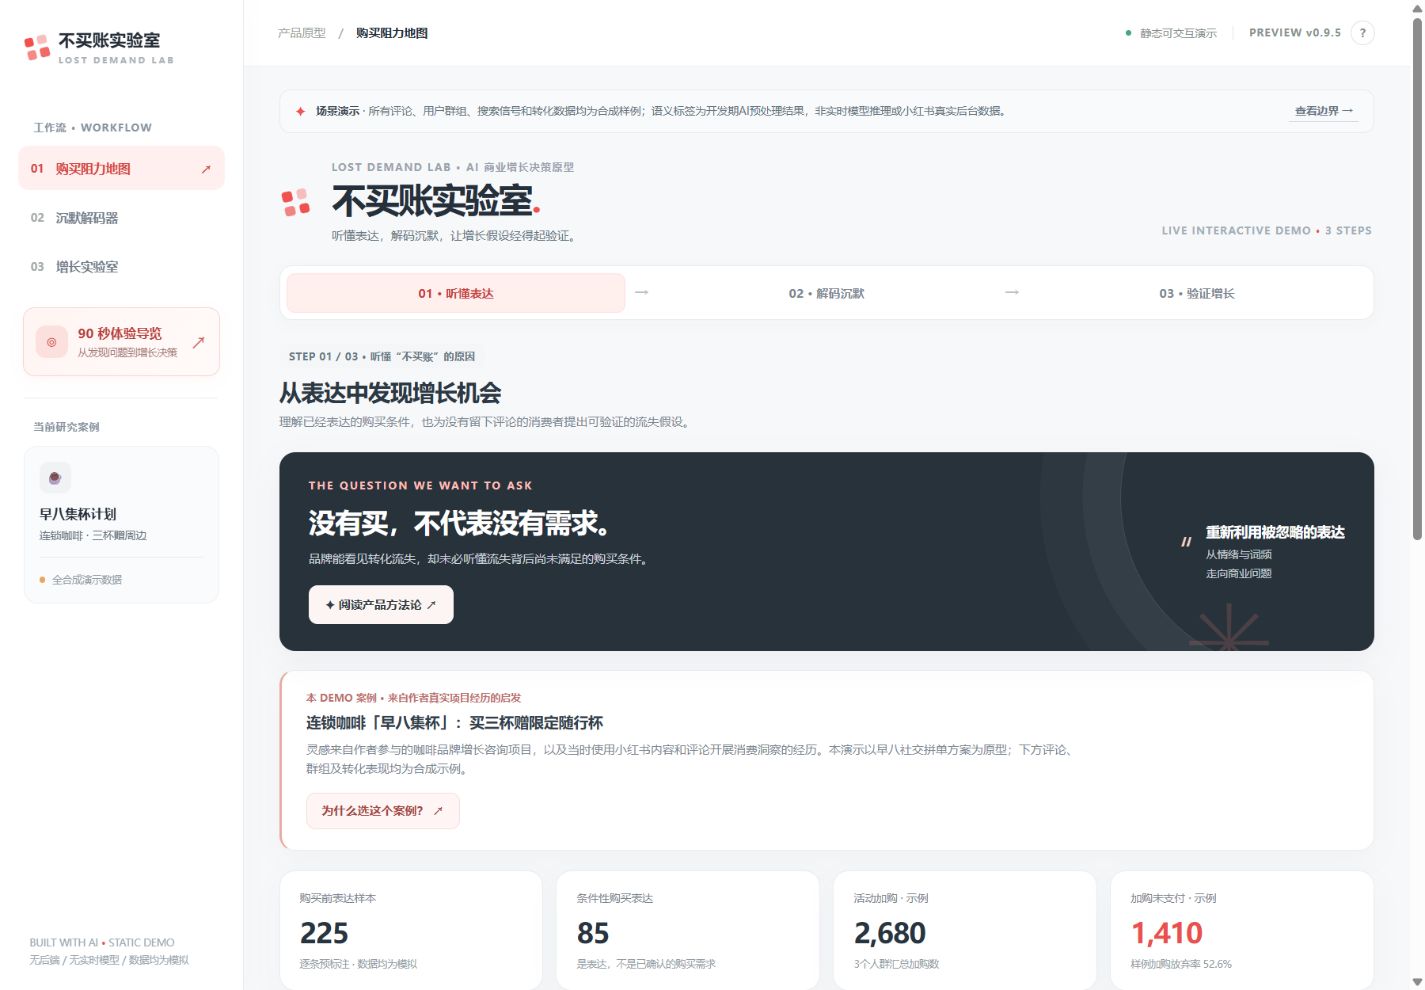 不买账实验室
LOST DEMAND LAB
工作流 • WORKFLOW
01 购买阻力地图 ↗
02 沉默解码器
03 增长实验室
90 秒体验导览
从发现问题到增长决策
↗
当前研究案例
早八集杯计划
连锁咖啡 · 三杯赠周边
全合成演示数据
BUILT WITH AI • STATIC DEMO
无后端 / 无实时模型 / 数据均为模拟
产品原型 / 购买阻力地图
静态可交互演示
PREVIEW v0.9.5
?
✦ 场景演示 · 所有评论、用户群组、搜索信号和转化数据均为合成样例；语义标签为开发期AI预处理结果，非实时模型推理或小红书真实后台数据。
查看边界 →
LOST DEMAND LAB • AI 商业增长决策原型
不买账实验室.
听懂表达，解码沉默，让增长假设经得起验证。
LIVE INTERACTIVE DEMO • 3 STEPS
01 • 听懂表达 → 02 • 解码沉默 → 03 • 验证增长
STEP 01 / 03 • 听懂“不买账”的原因
从表达中发现增长机会
理解已经表达的购买条件，也为没有留下评论的消费者提出可验证的流失假设。
THE QUESTION WE WANT TO ASK
没有买，不代表没有需求。
品牌能看见转化流失，却未必听懂流失背后尚未满足的购买条件。
✦ 阅读产品方法论 ↗
〃
重新利用被忽略的表达
从情绪与词频
走向商业问题
本 DEMO 案例 • 来自作者真实项目经历的启发
连锁咖啡「早八集杯」：买三杯赠限定随行杯
灵感来自作者参与的咖啡品牌增长咨询项目，以及当时使用小红书内容和评论开展消费洞察的经历。本演示以早八社交拼单方案为原型；下方评论、
群组及转化表现均为合成示例。
为什么选这个案例？ ↗
购买前表达样本
225
逐条预标注 · 数据均为模拟
条件性购买表达
85
是表达，不是已确认的购买需求
活动加购 · 示例
2,680
3个人群汇总加购数
加购未支付 · 示例
1,410
样例加购放弃率 52.6%